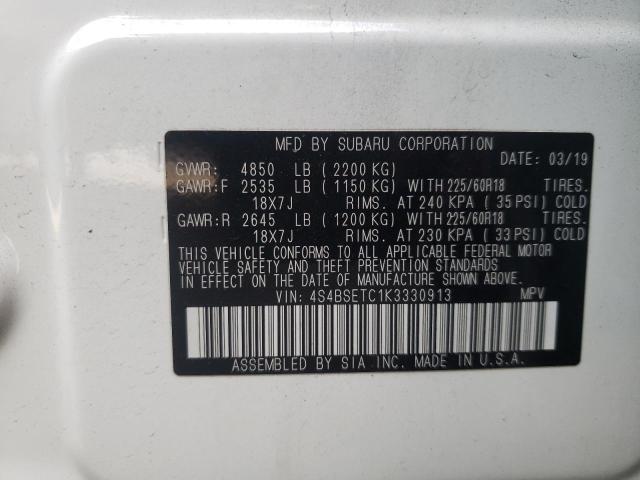 MFD BY SUBARU CORPORATION
DATE: 03/19
GVWR: 4850 LB (2200 KG)
GAWR:F 2535 LB (1150 KG) WITH 225/60R18 TIRES.
18X7J RIMS. AT 240 KPA (35 PSI) COLD
GAWR:R 2645 LB (1200 KG) WITH 225/60R18 TIRES.
18X7J RIMS. AT 230 KPA (33 PSI) COLD
THIS VEHICLE CONFORMS TO ALL APPLICABLE FEDERAL MOTOR
VEHICLE SAFETY AND THEFT PREVENTION STANDARDS
IN EFFECT ON THE DATE OF MANUFACTURE SHOWN ABOVE.
VIN: 4S4BSETC1K3330913 MPV
ASSEMBLED BY SIA INC. MADE IN U.S.A.